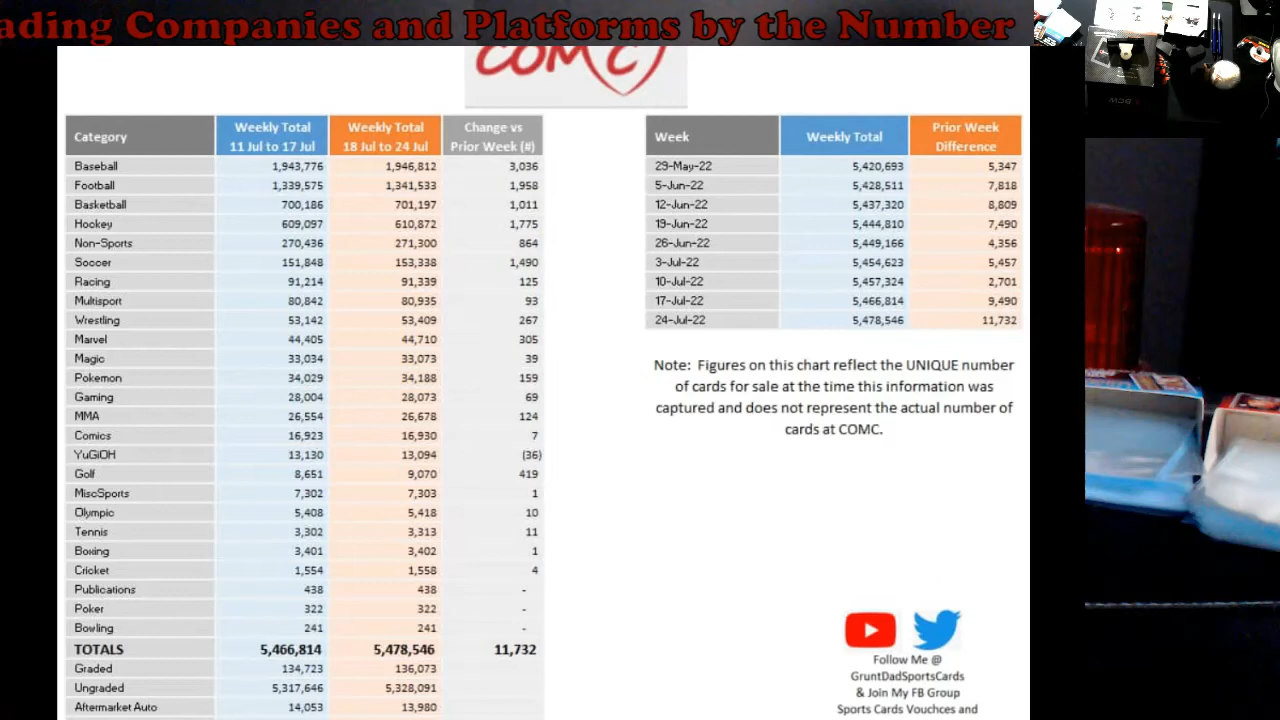 ading Companies and Platforms by the Number
COMC
Category Weekly Total 11 Jul to 17 Jul Weekly Total 18 Jul to 24 Jul Change vs Prior Week (#)
Baseball 1,943,776 1,946,812 3,036
Football 1,339,575 1,341,533 1,958
Basketball 700,186 701,197 1,011
Hockey 609,097 610,872 1,775
Non-Sports 270,436 271,300 864
Soccer 151,848 153,338 1,490
Racing 91,214 91,339 125
Multisport 80,842 80,935 93
Wrestling 53,142 53,409 267
Marvel 44,405 44,710 305
Magic 33,034 33,073 39
Pokemon 34,029 34,188 159
Gaming 28,004 28,073 69
MMA 26,554 26,678 124
Comics 16,923 16,930 7
YuGiOH 13,130 13,094 (36)
Golf 8,651 9,070 419
MiscSports 7,302 7,303 1
Olympic 5,408 5,418 10
Tennis 3,302 3,313 11
Boxing 3,401 3,402 1
Cricket 1,554 1,558 4
Publications 438 438 -
Poker 322 322 -
Bowling 241 241 -
TOTALS 5,466,814 5,478,546 11,732
Graded 134,723 136,073
Ungraded 5,317,646 5,328,091
Aftermarket Auto 14,053 13,980
Week Weekly Total Prior Week Difference
29-May-22 5,420,693 5,347
5-Jun-22 5,428,511 7,818
12-Jun-22 5,437,320 8,809
19-Jun-22 5,444,810 7,490
26-Jun-22 5,449,166 4,356
3-Jul-22 5,454,623 5,457
10-Jul-22 5,457,324 2,701
17-Jul-22 5,466,814 9,490
24-Jul-22 5,478,546 11,732
Note: Figures on this chart reflect the UNIQUE number
of cards for sale at the time this information was
captured and does not represent the actual number of
cards at COMC.
Follow Me @
GruntDadSportsCards
& Join My FB Group
Sports Cards Vouchces and